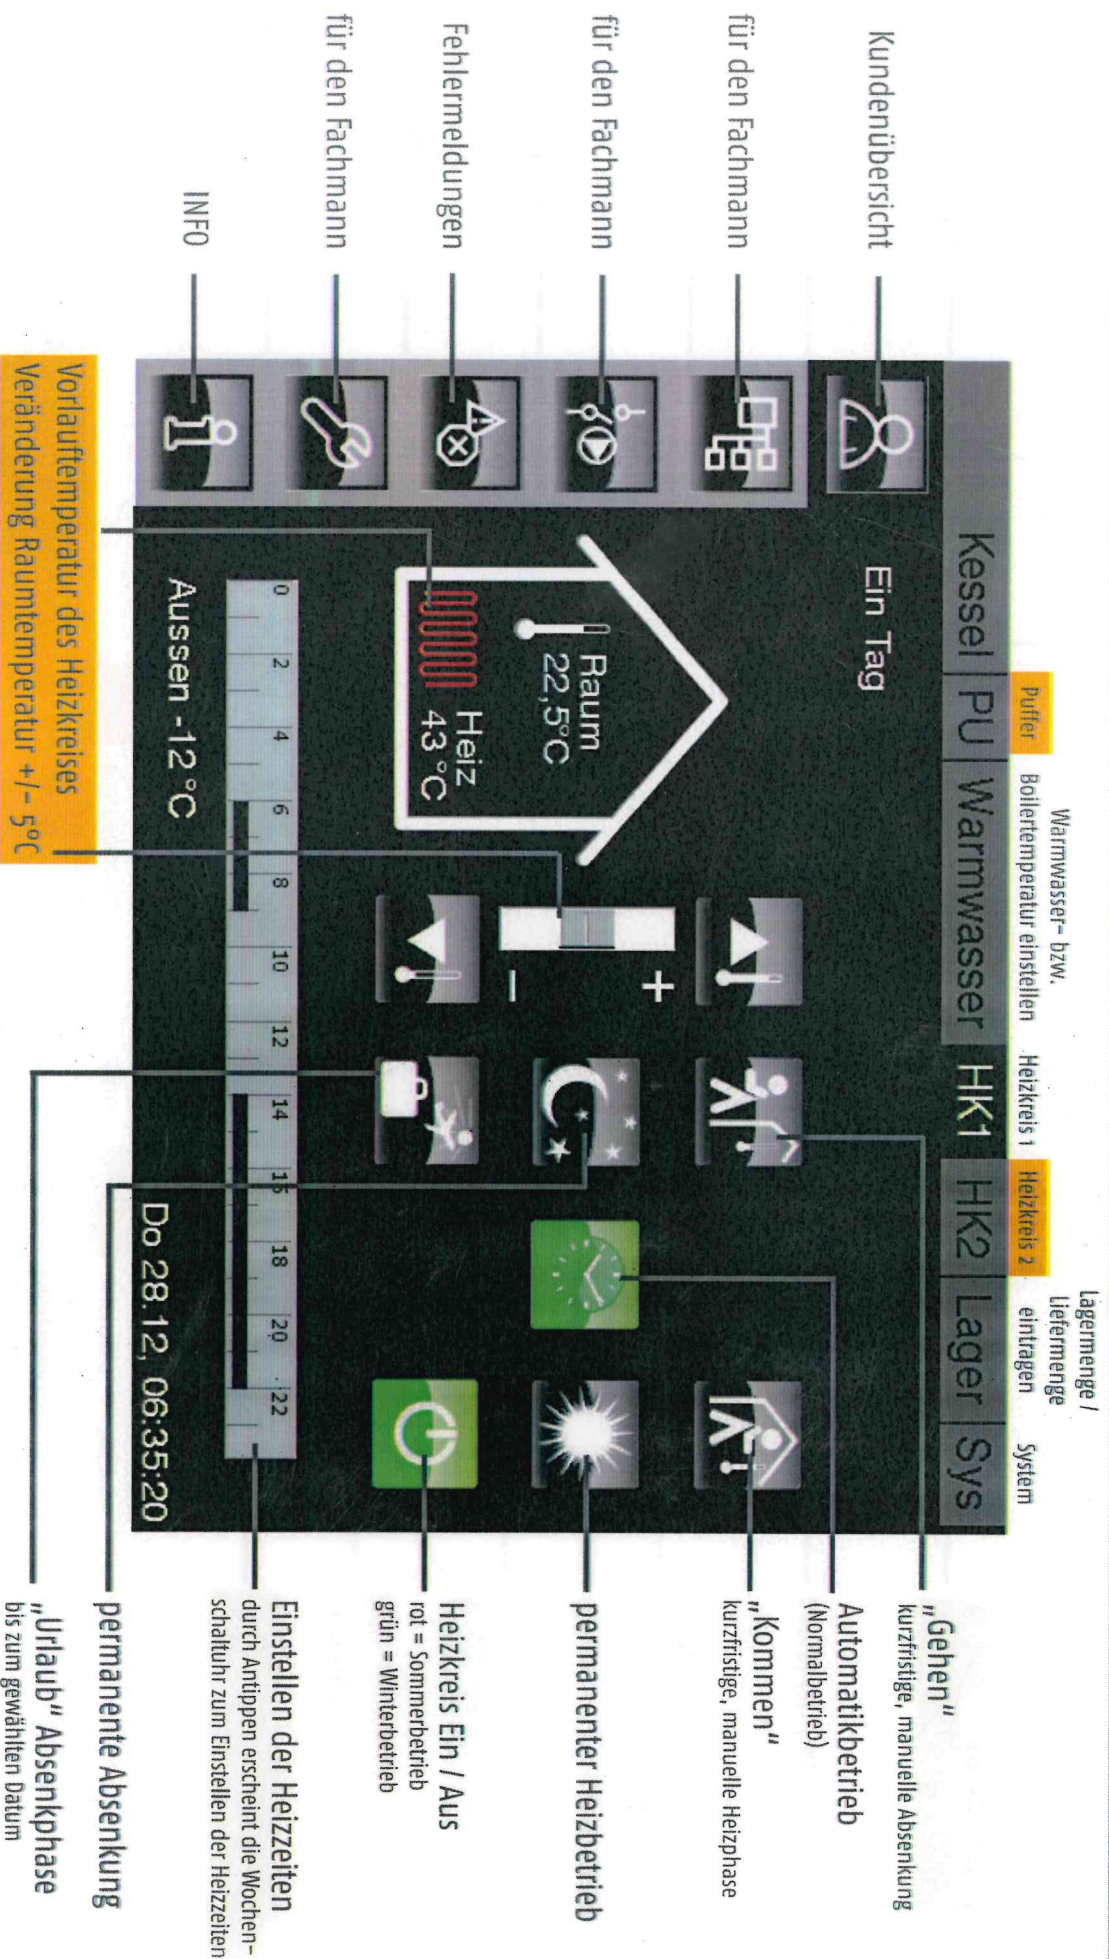 Lagermenge /
Warmwasser- bzw. Liefermenge
Puffer Boilertemperatur einstellen Heizkreis 1 Heizkreis 2 eintragen System
Kessel PU Warmwasser HK1 HK2 Lager Sys
Kundenübersicht
für den Fachmann
für den Fachmann
Fehlermeldungen
für den Fachmann
INFO
Ein Tag
Raum
22,5°C
Heiz
43°C
+
-
0 2 4 6 8 10 12 14 16 18 20 22
Aussen -12°C
Do 28.12, 06:35:20
„Gehen"
kurzfristige, manuelle Absenkung
Automatikbetrieb
(Normalbetrieb)
„Kommen"
kurzfristige, manuelle Heizphase
permanenter Heizbetrieb
Heizkreis Ein / Aus
rot = Sommerbetrieb
grün = Winterbetrieb
Einstellen der Heizzeiten
durch Antippen erscheint die Wochen-
schaltuhr zum Einstellen der Heizzeiten
permanente Absenkung
„Urlaub" Absenkphase
bis zum gewählten Datum
Vorlauftemperatur des Heizkreises
Veränderung Raumtemperatur +/- 5°C